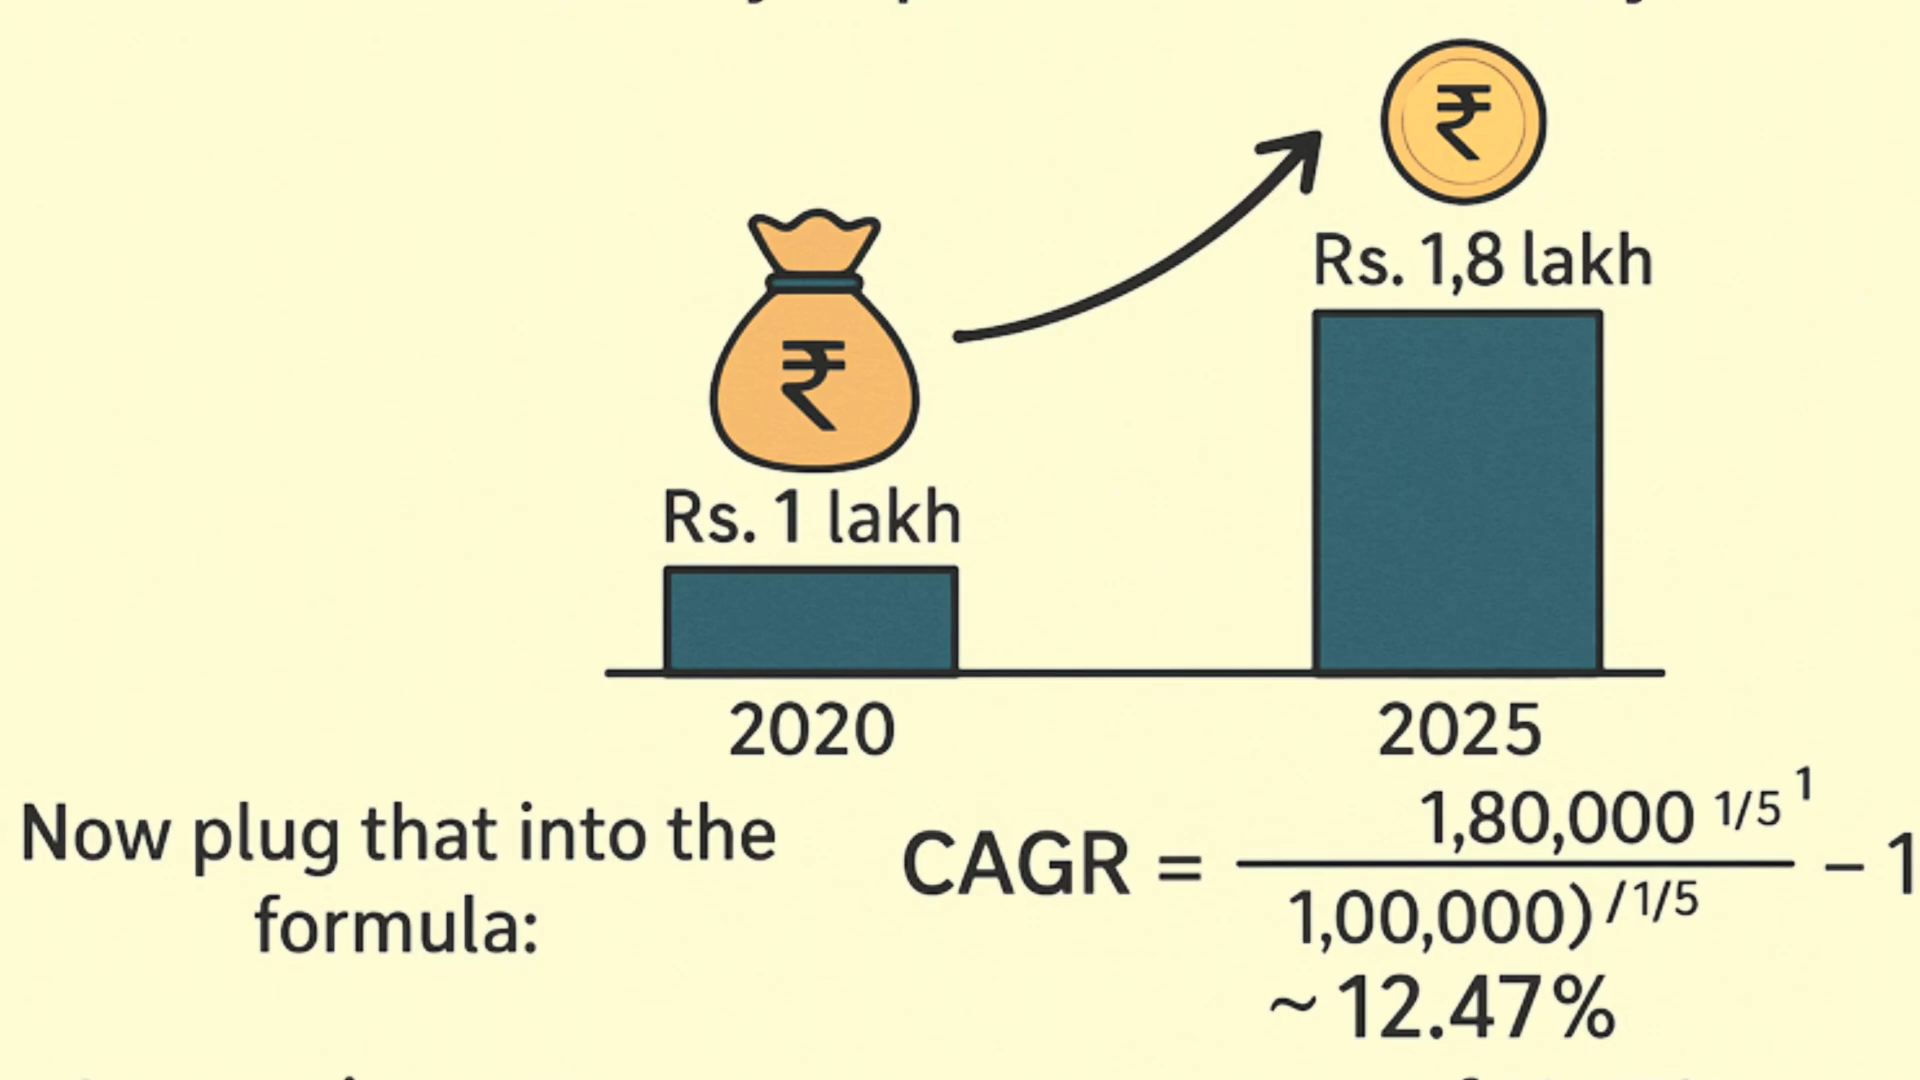 ₹
Rs. 1,8 lakh
₹
Rs. 1 lakh
2020 2025
Now plug that into the
formula:
CAGR = 1,80,000 1/5 1
1,00,000) /1/5
– 1
~ 12.47%